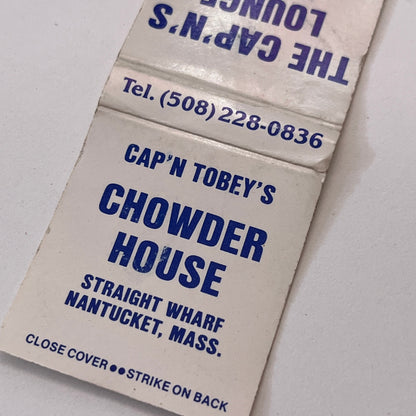 THE CAP'N'S
LOUNGE
Tel. (508) 228-0836
CAP'N TOBEY'S
CHOWDER
HOUSE
STRAIGHT WHARF
NANTUCKET, MASS.
CLOSE COVER ●● STRIKE ON BACK